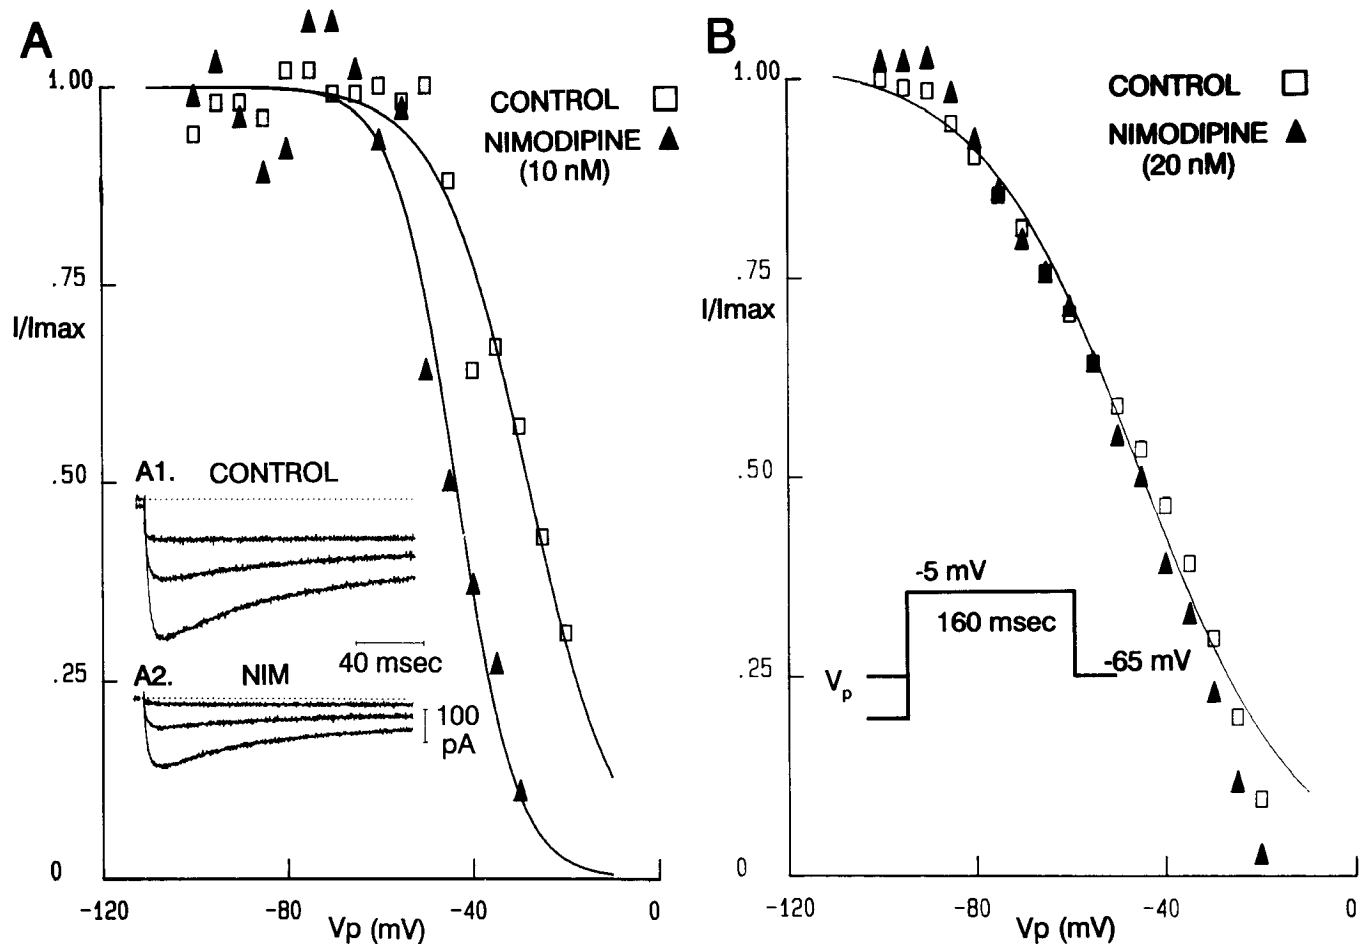 A
1.00
CONTROL
NIMODIPINE
(10 nM)
.75
I/Imax
.50
A1. CONTROL
40 msec
A2. NIM
100
pA
.25
0
-120 -80 -40 0
Vp (mV)
B
1.00
CONTROL
NIMODIPINE
(20 nM)
.75
I/Imax
.50
-5 mV
160 msec
-65 mV
Vp
.25
0
-120 -80 -40 0
Vp (mV)